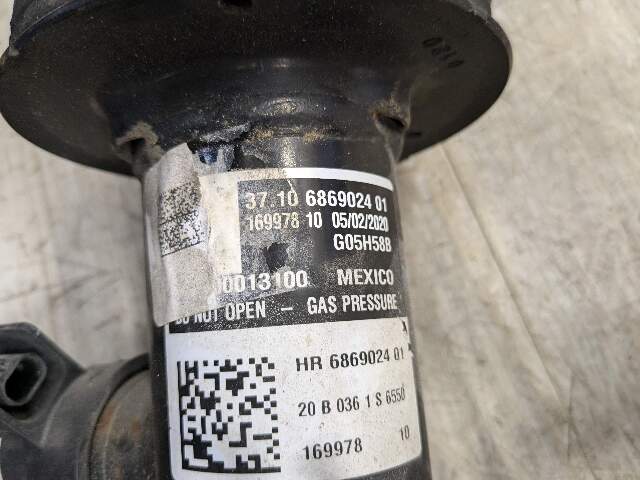 0120
37.10 6869024 01
169978 10 05/02/2020
G05H58B
0013100 MEXICO
NOT OPEN - GAS PRESSURE
HR 6869024 01
20 B 036 1 S 6550
169978 10